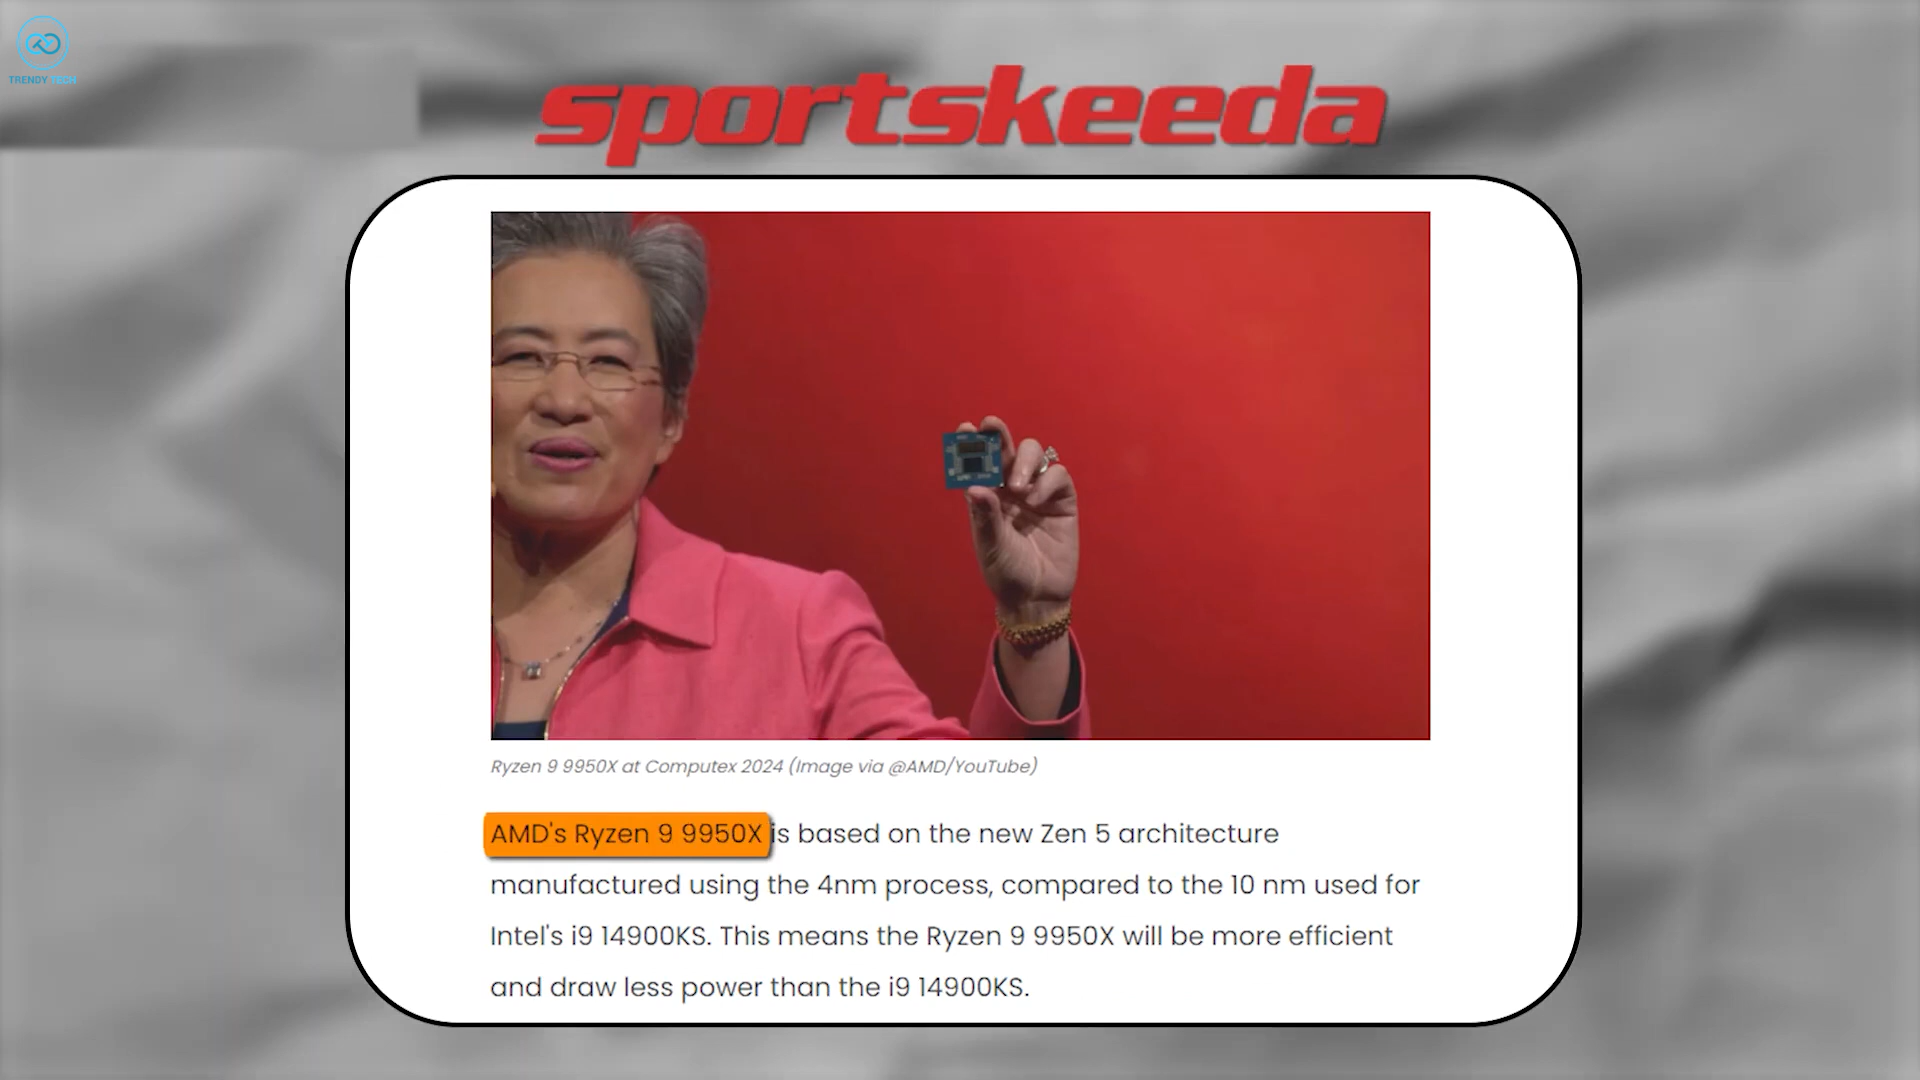 TRENDY TECH
sportskeeda
Ryzen 9 9950X at Computex 2024 (Image via @AMD/YouTube)
AMD's Ryzen 9 9950X is based on the new Zen 5 architecture
manufactured using the 4nm process, compared to the 10 nm used for
Intel's i9 14900KS. This means the Ryzen 9 9950X will be more efficient
and draw less power than the i9 14900KS.